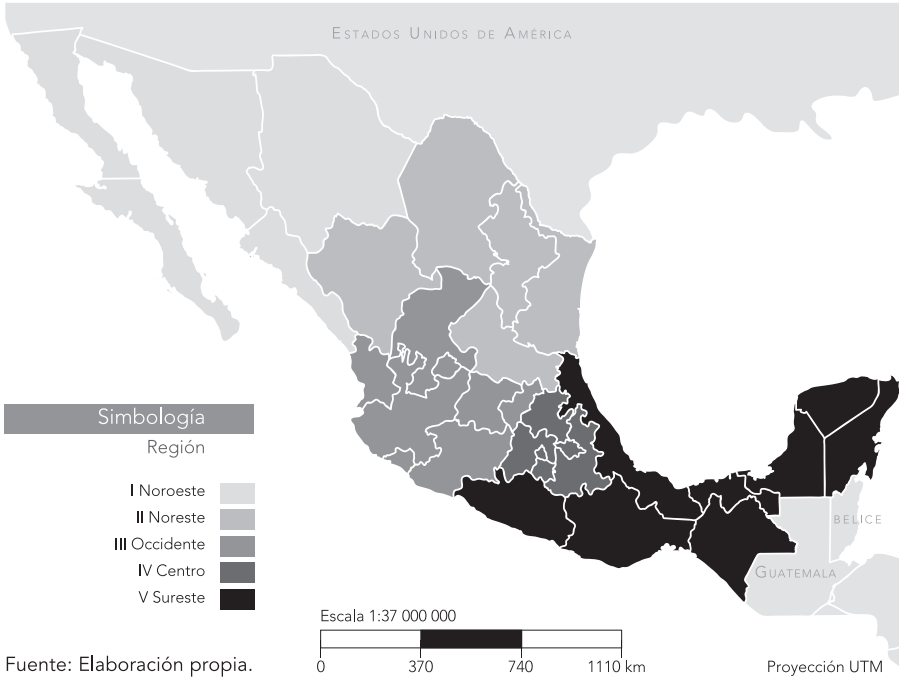 ESTADOS UNIDOS DE AMÉRICA
Simbología
Región
I Noroeste
II Noreste
III Occidente
IV Centro
V Sureste
BELICE
GUATEMALA
Escala 1:37 000 000
0 370 740 1110 km
Fuente: Elaboración propia.
Proyección UTM